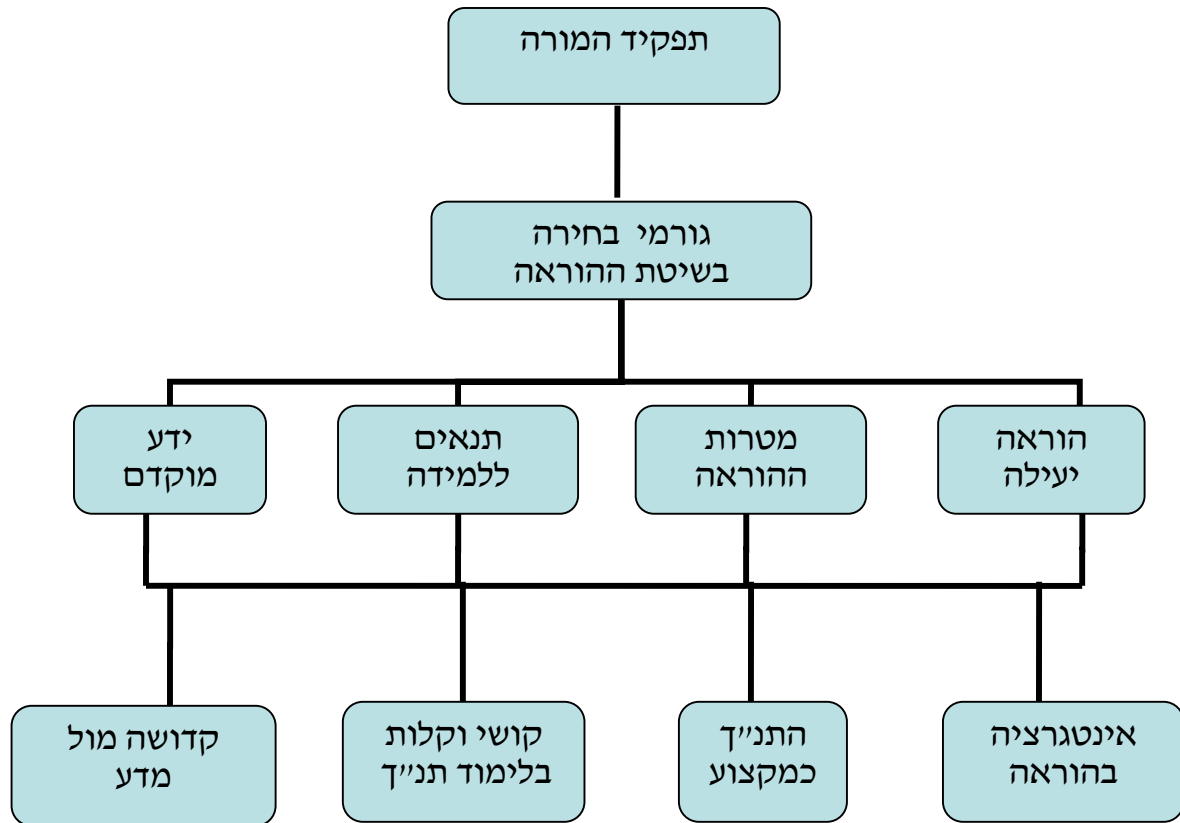 תפקיד המורה
גורמי בחירה
בשיטת ההוראה
הוראה
יעילה
מטרות
ההוראה
תנאים
ללמידה
ידע
מוקדם
אינטגרציה
בהוראה
התנ״ך
כמקצוע
קושי וקלות
בלימוד תנ״ך
קדושה מול
מדע